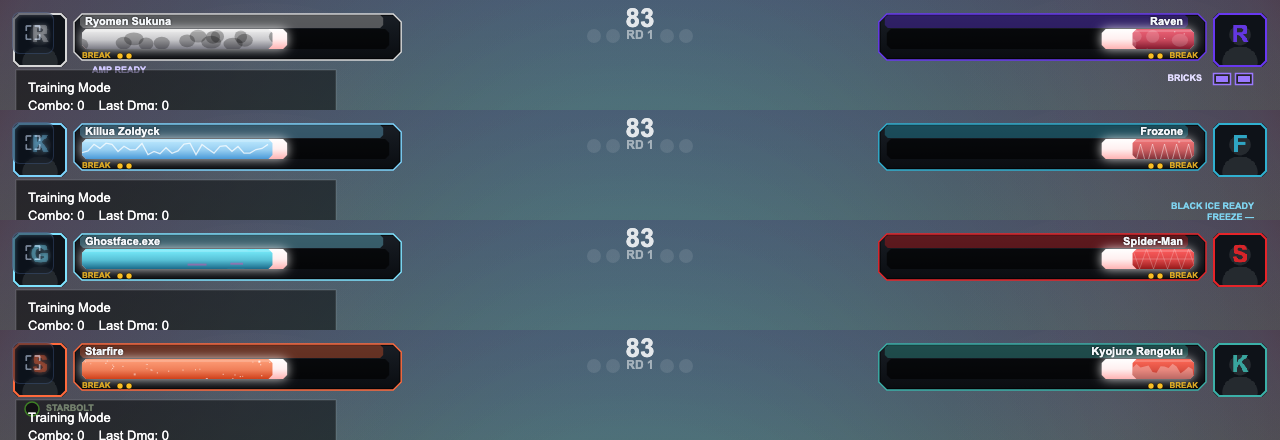 R Ryomen Sukuna 83 Raven R
RD 1
BREAK BREAK
AMP READY BRICKS
Training Mode
Combo: 0 Last Dmg: 0
K Killua Zoldyck 83 Frozone F
RD 1
BREAK BREAK
Training Mode BLACK ICE READY
Combo: 0 Last Dmg: 0 FREEZE —
G Ghostface.exe 83 Spider-Man S
RD 1
BREAK BREAK
Training Mode
Combo: 0 Last Dmg: 0
S Starfire 83 Kyojuro Rengoku K
RD 1
BREAK BREAK
STARBOLT
Training Mode
Combo: 0 Last Dmg: 0